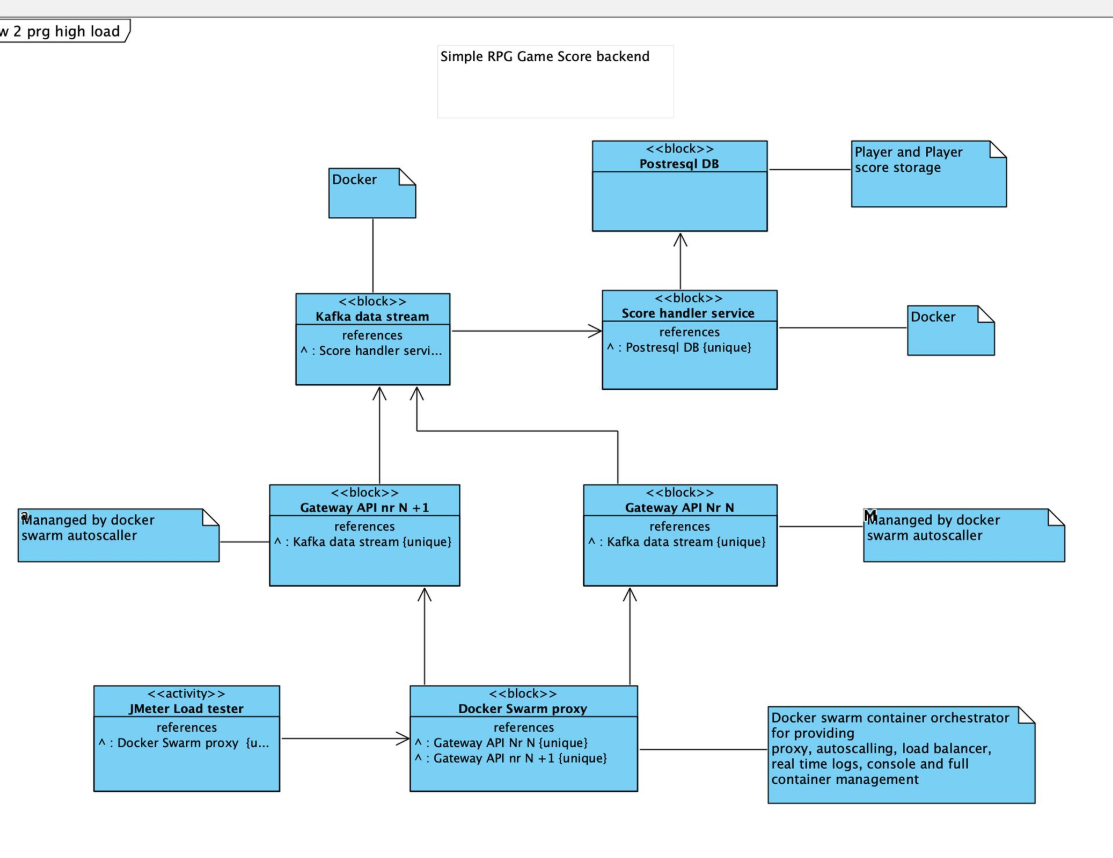 w 2 prg high load
Simple RPG Game Score backend
<<block>>
Postresql DB
Player and Player
score storage
Docker
<<block>>
Kafka data stream
references
^ : Score handler servi...
<<block>>
Score handler service
references
^ : Postresql DB {unique}
Docker
<<block>>
Gateway API nr N +1
references
^ : Kafka data stream {unique}
<<block>>
Gateway API Nr N
references
^ : Kafka data stream {unique}
Mananged by docker
swarm autoscaller
Mananged by docker
swarm autoscaller
<<activity>>
JMeter Load tester
references
^ : Docker Swarm proxy {u...
<<block>>
Docker Swarm proxy
references
^ : Gateway API Nr N {unique}
^ : Gateway API nr N +1 {unique}
Docker swarm container orchestrator
for providing
proxy, autoscalling, load balancer,
real time logs, console and full
container management